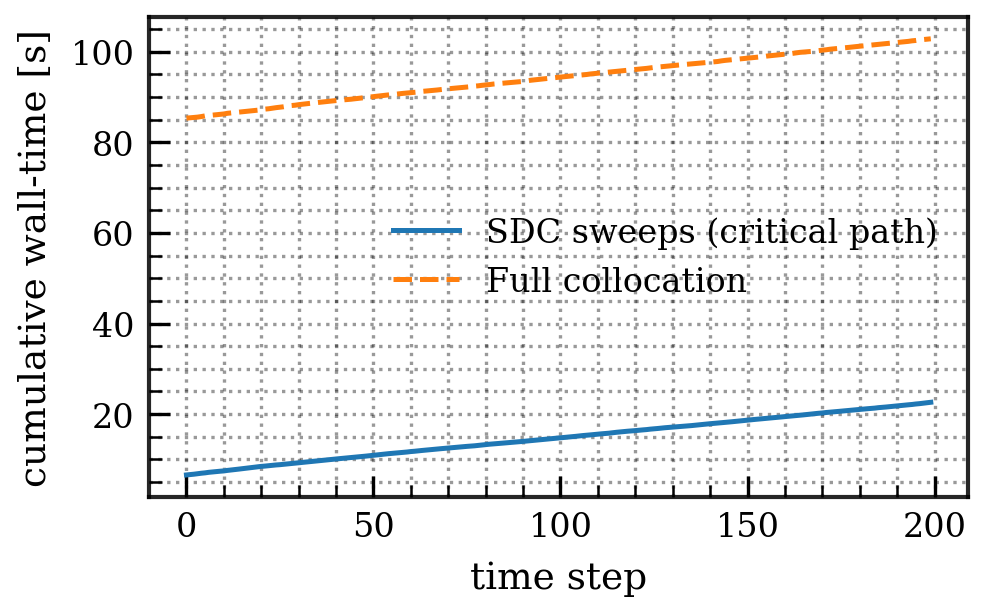 cumulative wall-time [s]
100
80
60
40
20
SDC sweeps (critical path)
Full collocation
0 50 100 150 200
time step